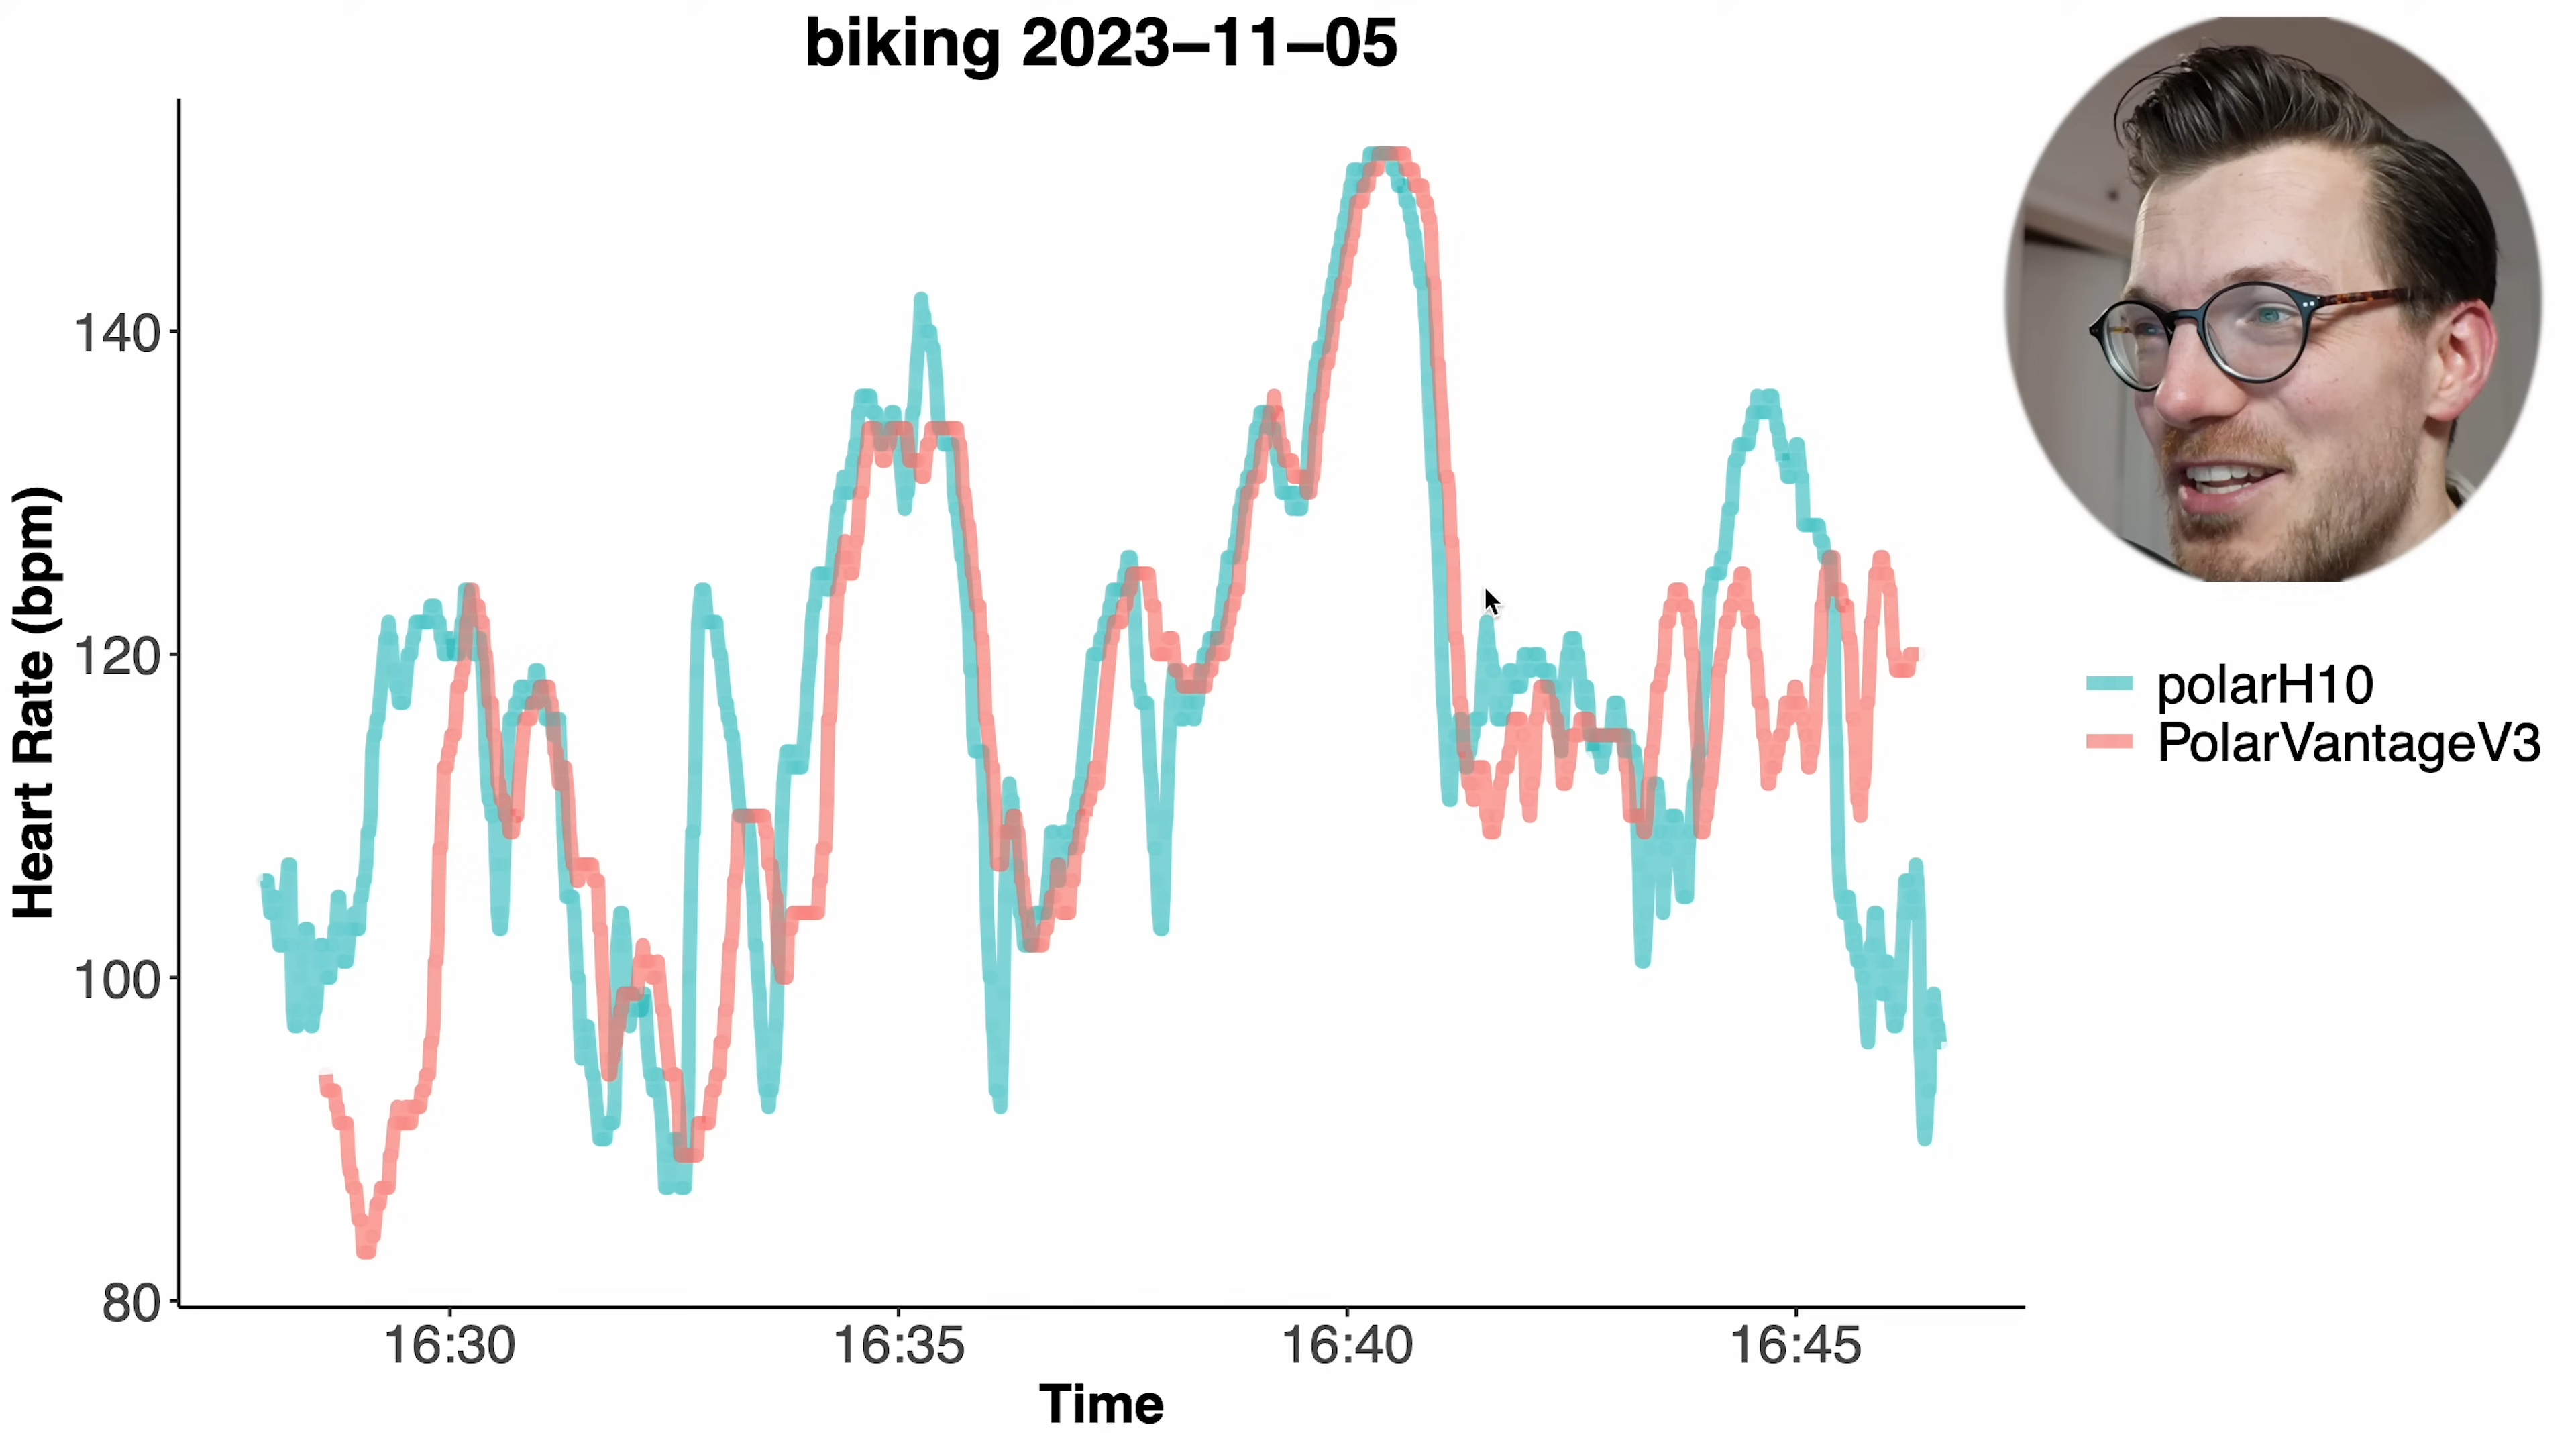 biking 2023–11–05
Heart Rate (bpm)
140
120
100
80
16:30
16:35
16:40
16:45
Time
polarH10
PolarVantageV3